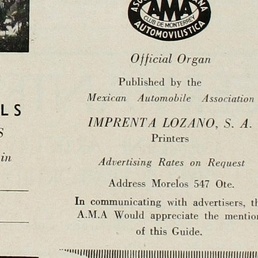 AMA
CLUB DE MONTERREY
AUTOMOVILISTICA
Official Organ
Published by the
Mexican Automobile Association
IMPRENTA LOZANO, S. A.
Printers
Advertising Rates on Request
Address Morelos 547 Ote.
In communicating with advertisers, th
A.M.A Would appreciate the mention
of this Guide.
LS
S
in